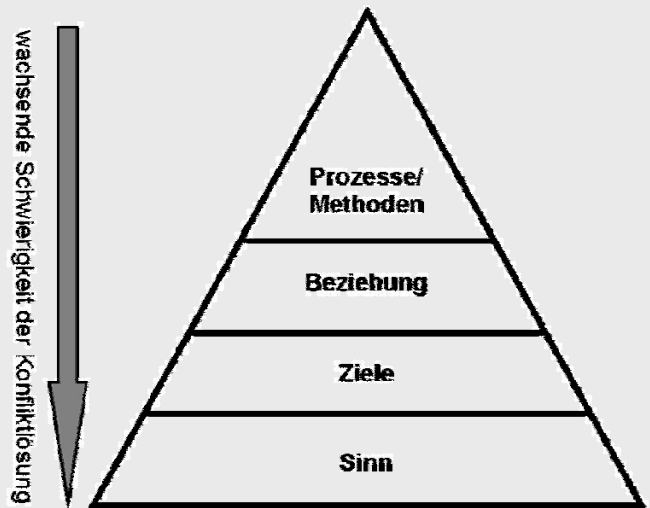 wachsende Schwierigkeit der Konfliktlösung
Prozesse/
Methoden
Beziehung
Ziele
Sinn